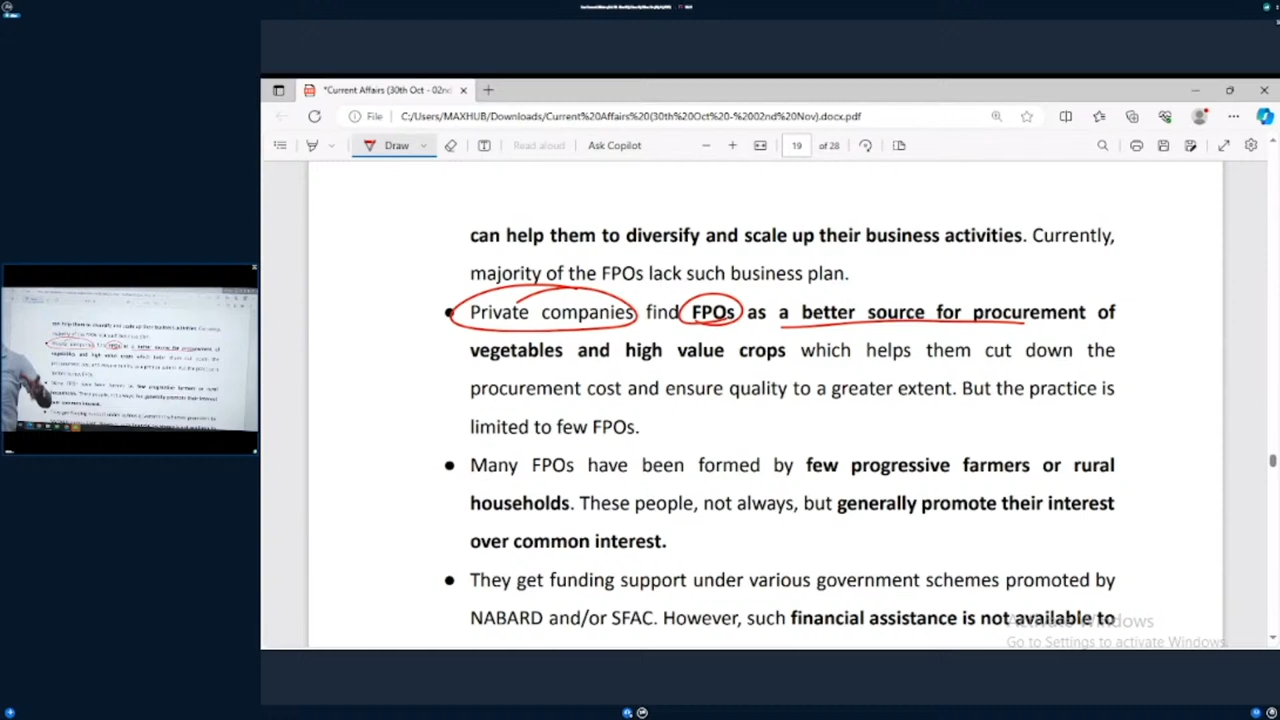 *Current Affairs (30th Oct - 02nd
File C:/Users/MAXHUB/Downloads/Current%20Affairs%20(30th%20Oct%20-%2002nd%20Nov).docx.pdf
Draw Read aloud Ask Copilot 19 of 28
can help them to diversify and scale up their business activities. Currently,
majority of the FPOs lack such business plan.
● Private companies find FPOs as a better source for procurement of
vegetables and high value crops which helps them cut down the
procurement cost and ensure quality to a greater extent. But the practice is
limited to few FPOs.
● Many FPOs have been formed by few progressive farmers or rural
households. These people, not always, but generally promote their interest
over common interest.
● They get funding support under various government schemes promoted by
NABARD and/or SFAC. However, such financial assistance is not available to
Activate Windows
Go to Settings to activate Windows.